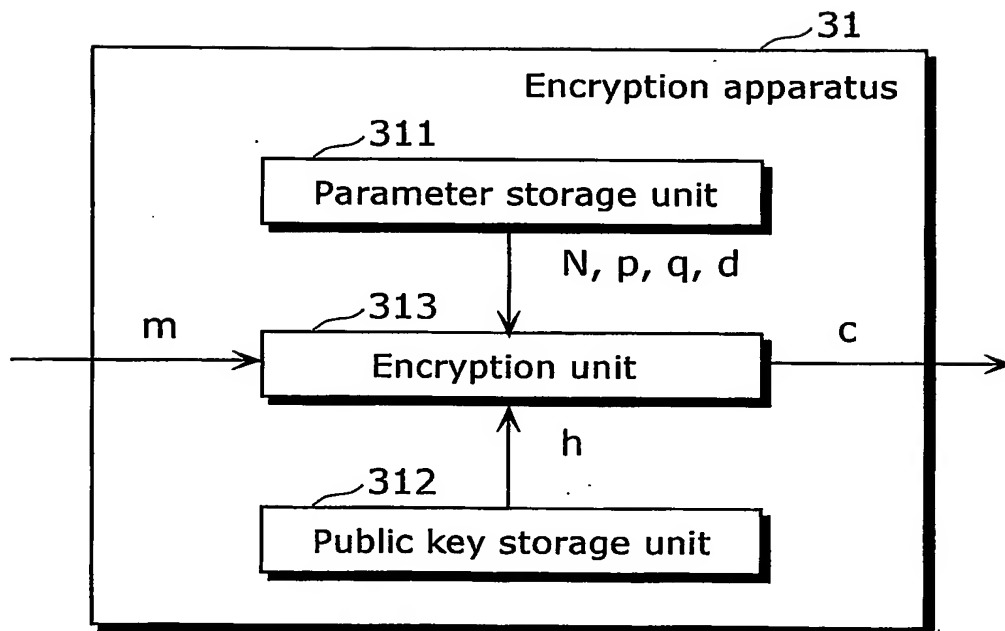 31
Encryption apparatus
311
Parameter storage unit
N, p, q, d
m
313
Encryption unit
c
h
312
Public key storage unit